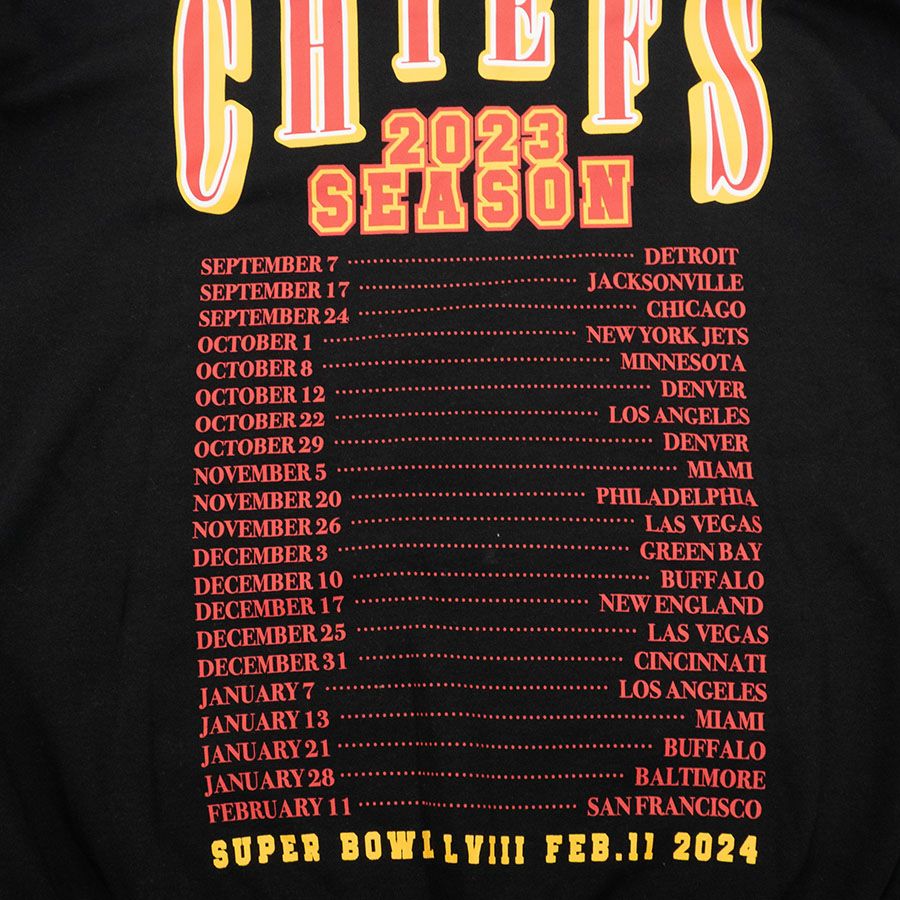 CHIEFS
2023
SEASON
SEPTEMBER 7 DETROIT
SEPTEMBER 17 JACKSONVILLE
SEPTEMBER 24 CHICAGO
OCTOBER 1 NEW YORK JETS
OCTOBER 8 MINNESOTA
OCTOBER 12 DENVER
OCTOBER 22 LOS ANGELES
OCTOBER 29 DENVER
NOVEMBER 5 MIAMI
NOVEMBER 20 PHILADELPHIA
NOVEMBER 26 LAS VEGAS
DECEMBER 3 GREEN BAY
DECEMBER 10 BUFFALO
DECEMBER 17 NEW ENGLAND
DECEMBER 25 LAS VEGAS
DECEMBER 31 CINCINNATI
JANUARY 7 LOS ANGELES
JANUARY 13 MIAMI
JANUARY 21 BUFFALO
JANUARY 28 BALTIMORE
FEBRUARY 11 SAN FRANCISCO
SUPER BOWL LVIII FEB.11 2024